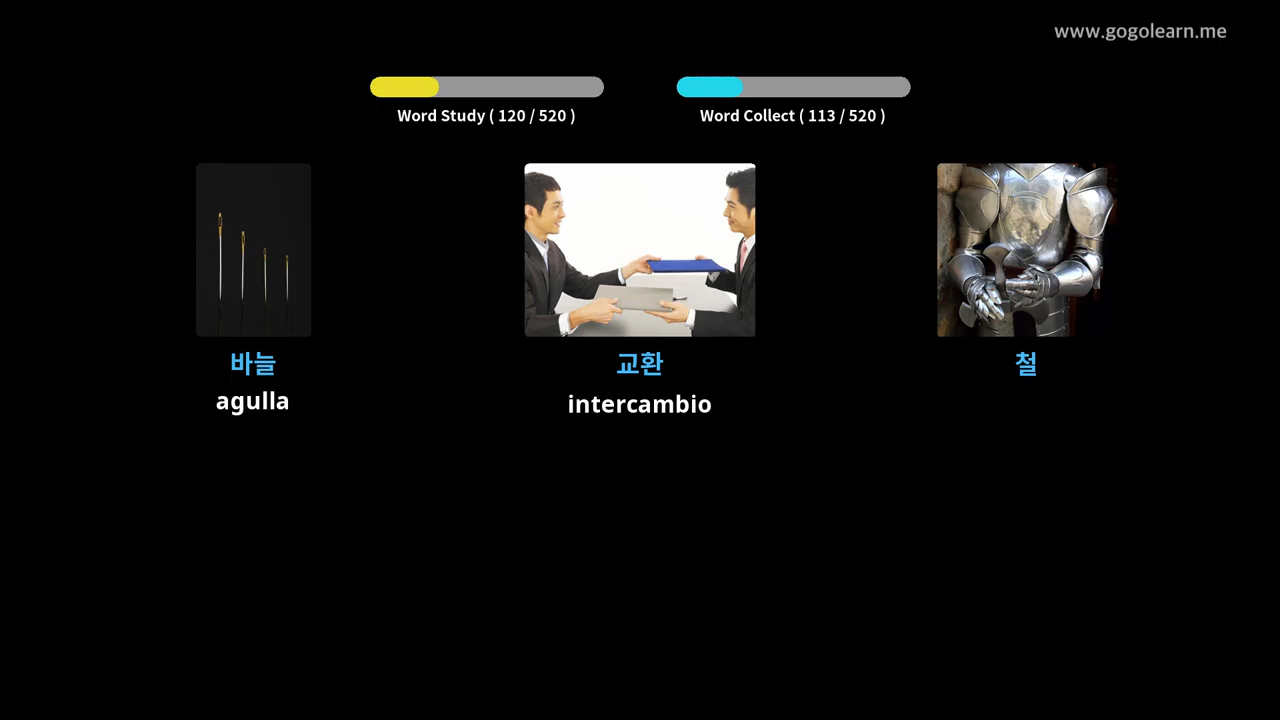 www.gogolearn.me
Word Study ( 120 / 520 )
Word Collect ( 113 / 520 )
바늘
agulla
교환
intercambio
철